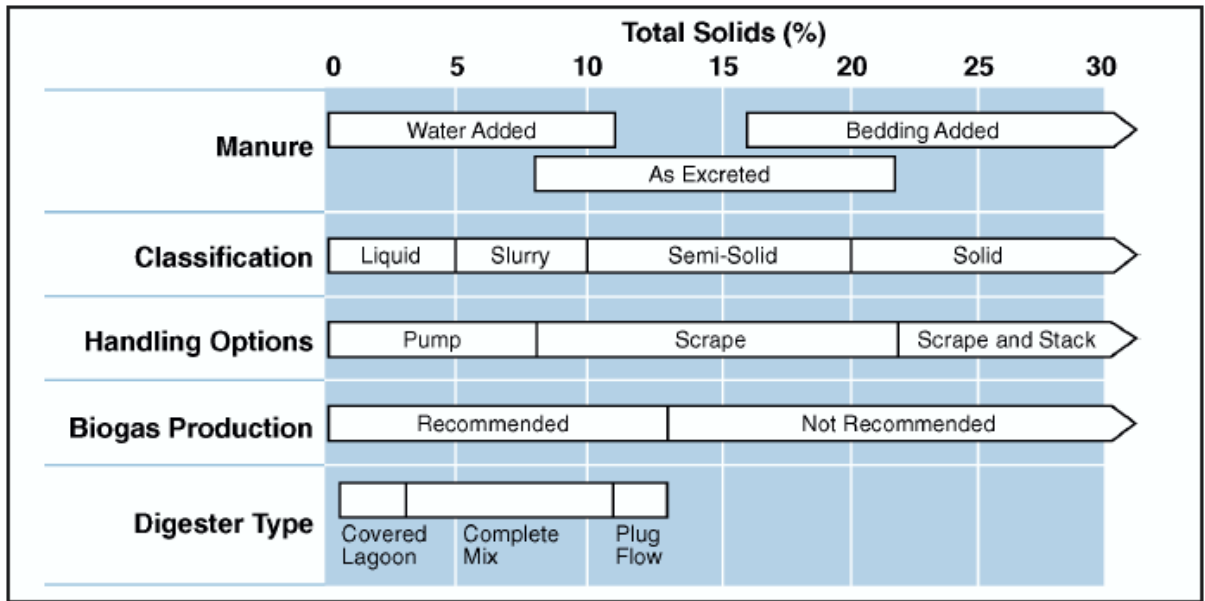 Total Solids (%)
0 5 10 15 20 25 30
Manure
Water Added
Bedding Added
As Excreted
Classification
Liquid
Slurry
Semi-Solid
Solid
Handling Options
Pump
Scrape
Scrape and Stack
Biogas Production
Recommended
Not Recommended
Digester Type
Covered
Lagoon
Complete
Mix
Plug
Flow